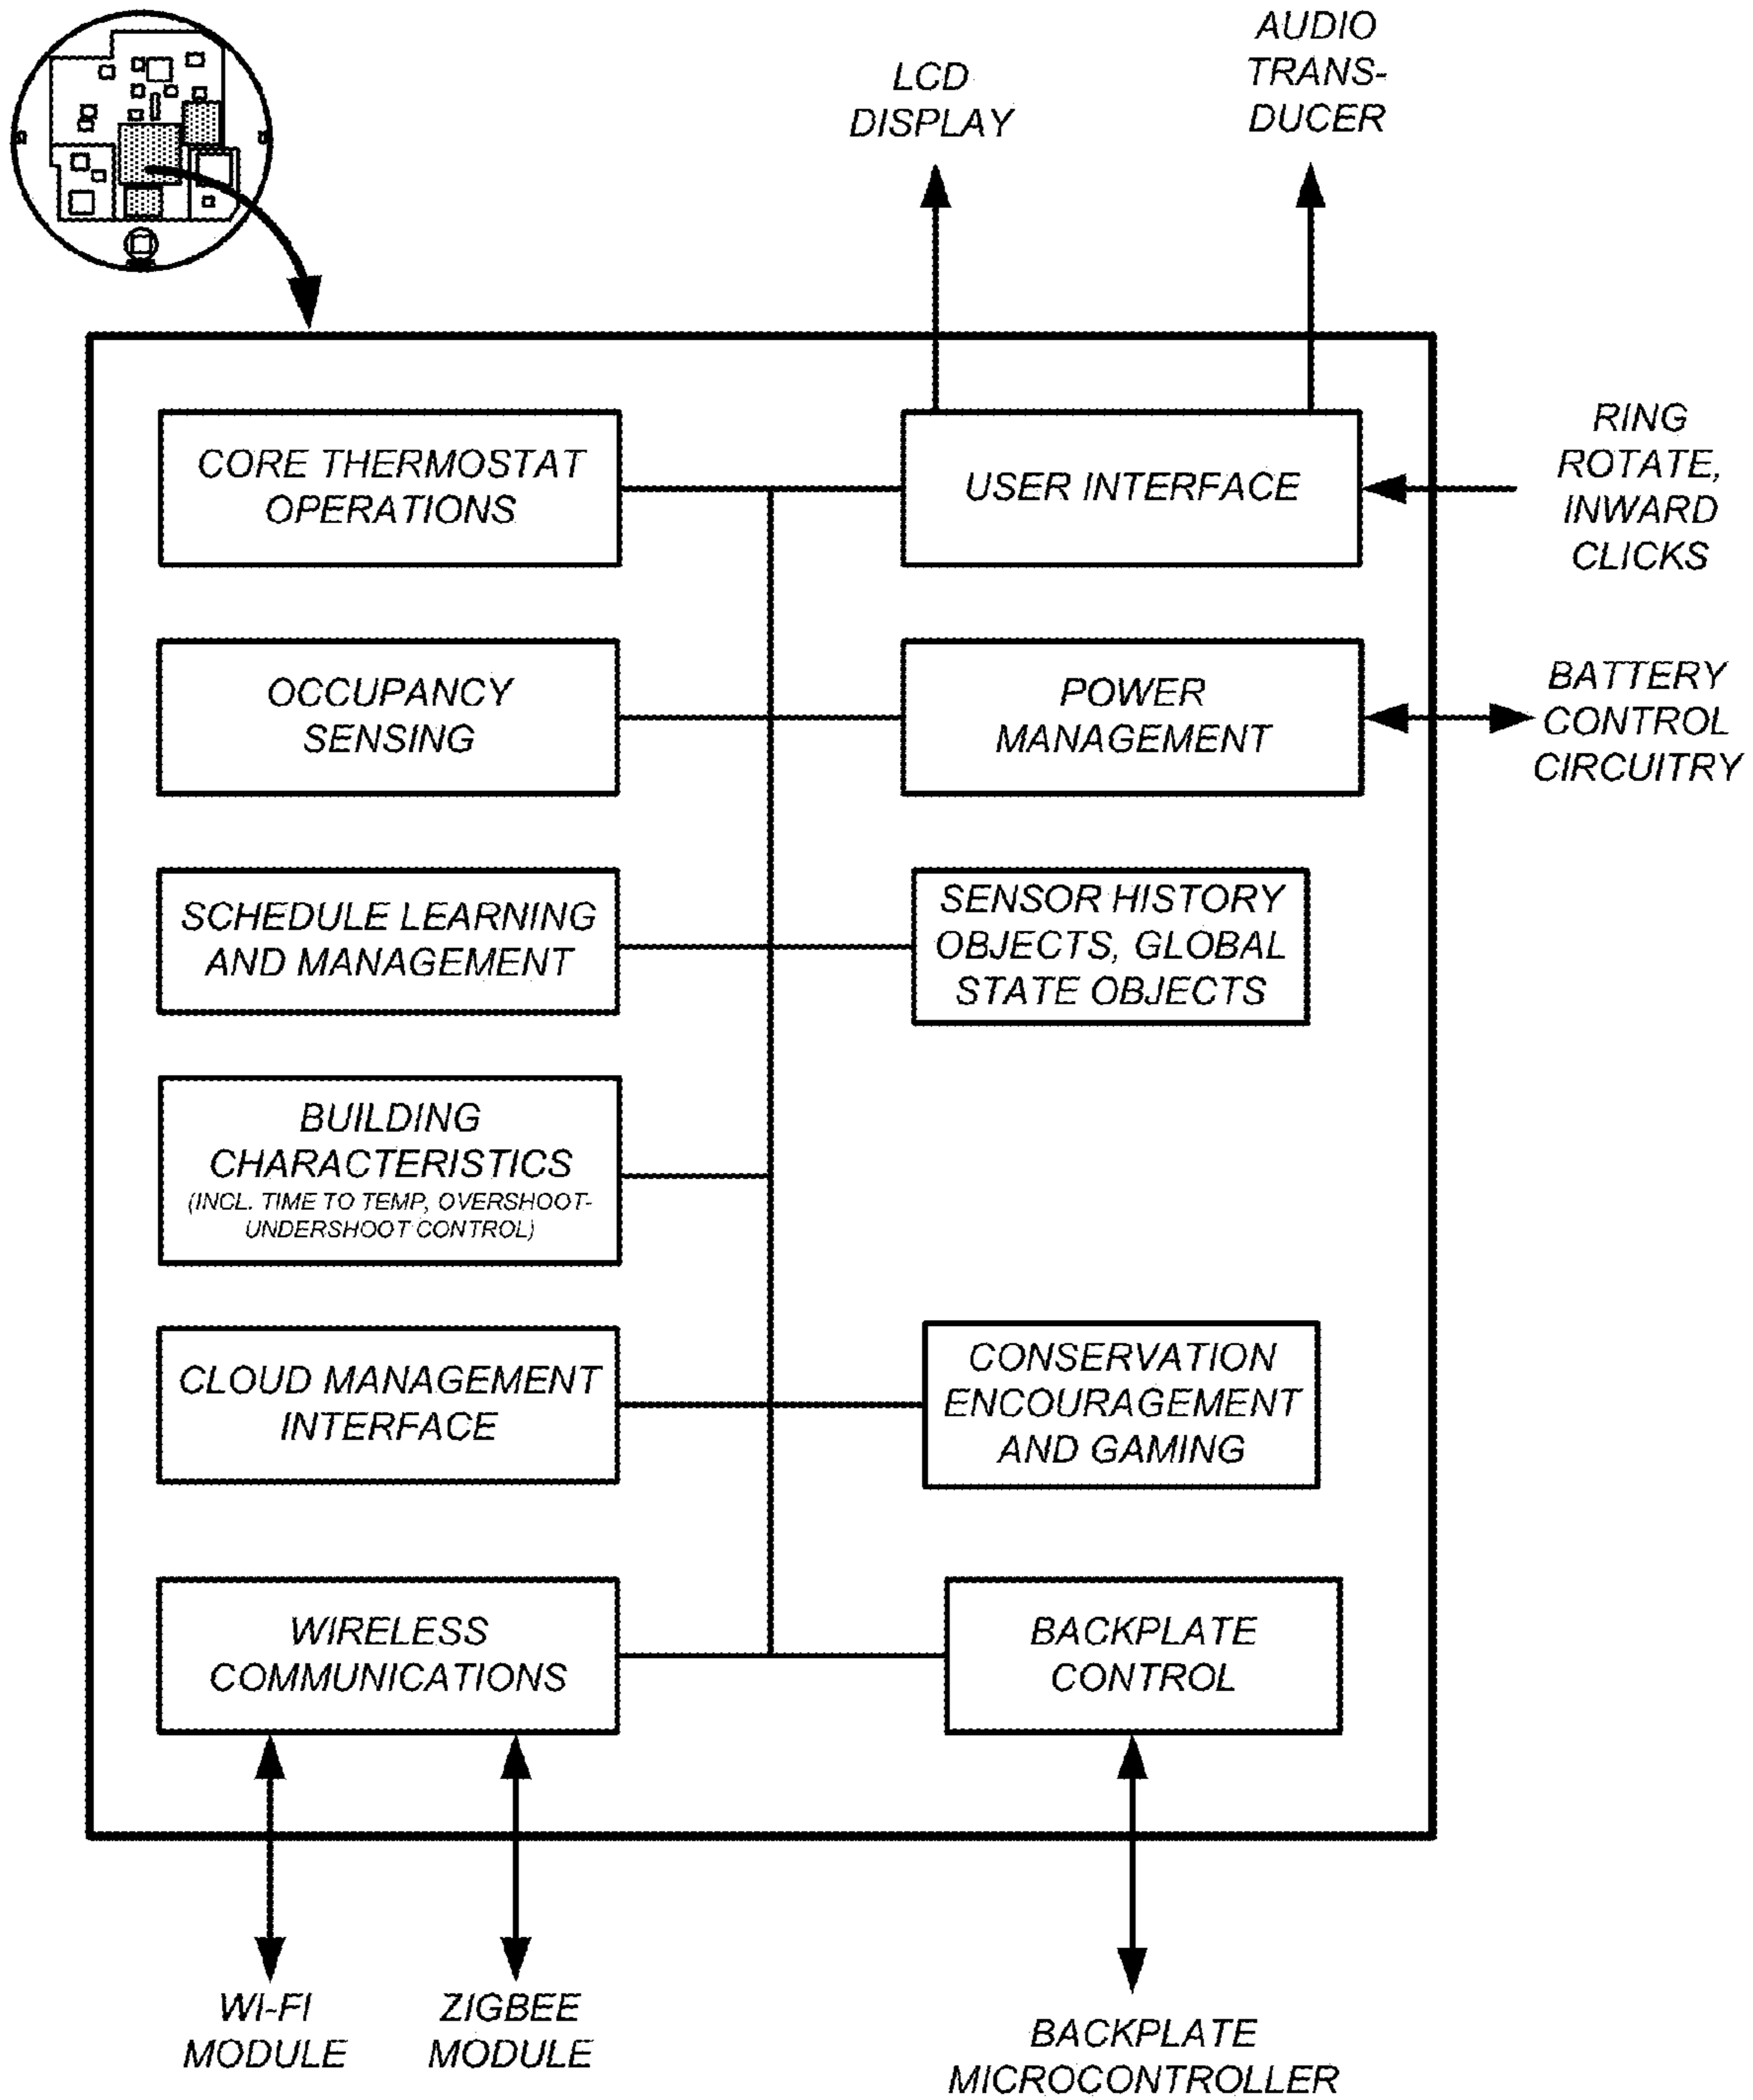 LCD
DISPLAY
AUDIO
TRANS-
DUCER
CORE THERMOSTAT
OPERATIONS
USER INTERFACE
RING
ROTATE,
INWARD
CLICKS
OCCUPANCY
SENSING
POWER
MANAGEMENT
BATTERY
CONTROL
CIRCUITRY
SCHEDULE LEARNING
AND MANAGEMENT
SENSOR HISTORY
OBJECTS, GLOBAL
STATE OBJECTS
BUILDING
CHARACTERISTICS
(INCL. TIME TO TEMP, OVERSHOOT-
UNDERSHOOT CONTROL)
CLOUD MANAGEMENT
INTERFACE
CONSERVATION
ENCOURAGEMENT
AND GAMING
WIRELESS
COMMUNICATIONS
BACKPLATE
CONTROL
WI-FI
MODULE
ZIGBEE
MODULE
BACKPLATE
MICROCONTROLLER